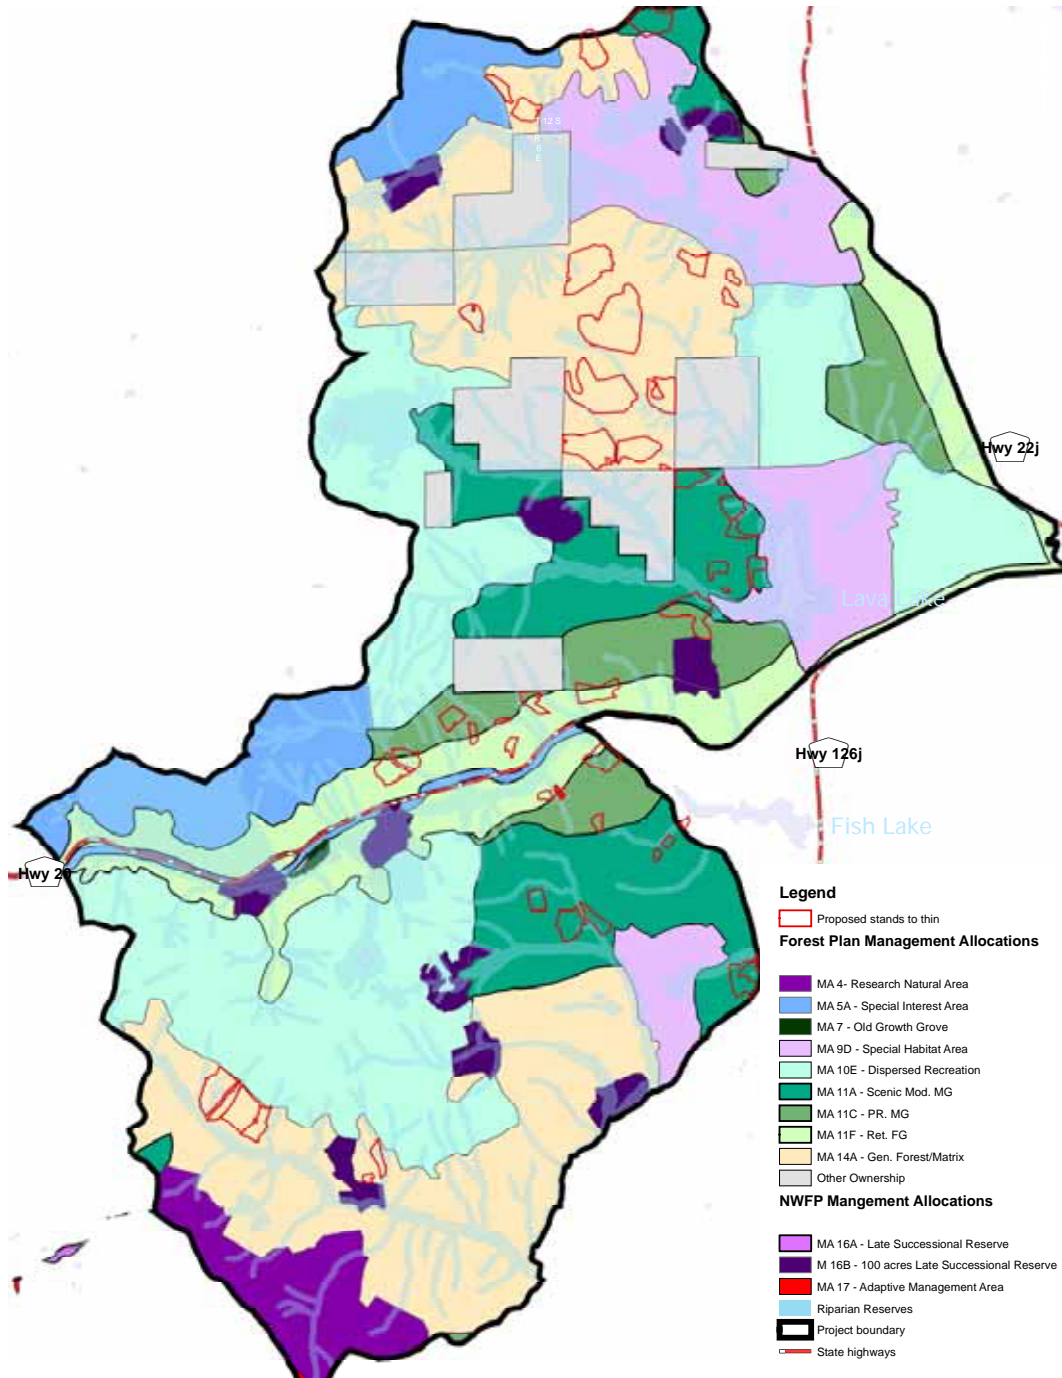 T 12 S
R
6
E
Hwy 22j
Lava Lake
Hwy 126j
Fish Lake
Hwy 20
Legend
Proposed stands to thin
Forest Plan Management Allocations
MA 4- Research Natural Area
MA 5A - Special Interest Area
MA 7 - Old Growth Grove
MA 9D - Special Habitat Area
MA 10E - Dispersed Recreation
MA 11A - Scenic Mod. MG
MA 11C - PR. MG
MA 11F - Ret. FG
MA 14A - Gen. Forest/Matrix
Other Ownership
NWFP Mangement Allocations
MA 16A - Late Successional Reserve
M 16B - 100 acres Late Successional Reserve
MA 17 - Adaptive Management Area
Riparian Reserves
Project boundary
State highways